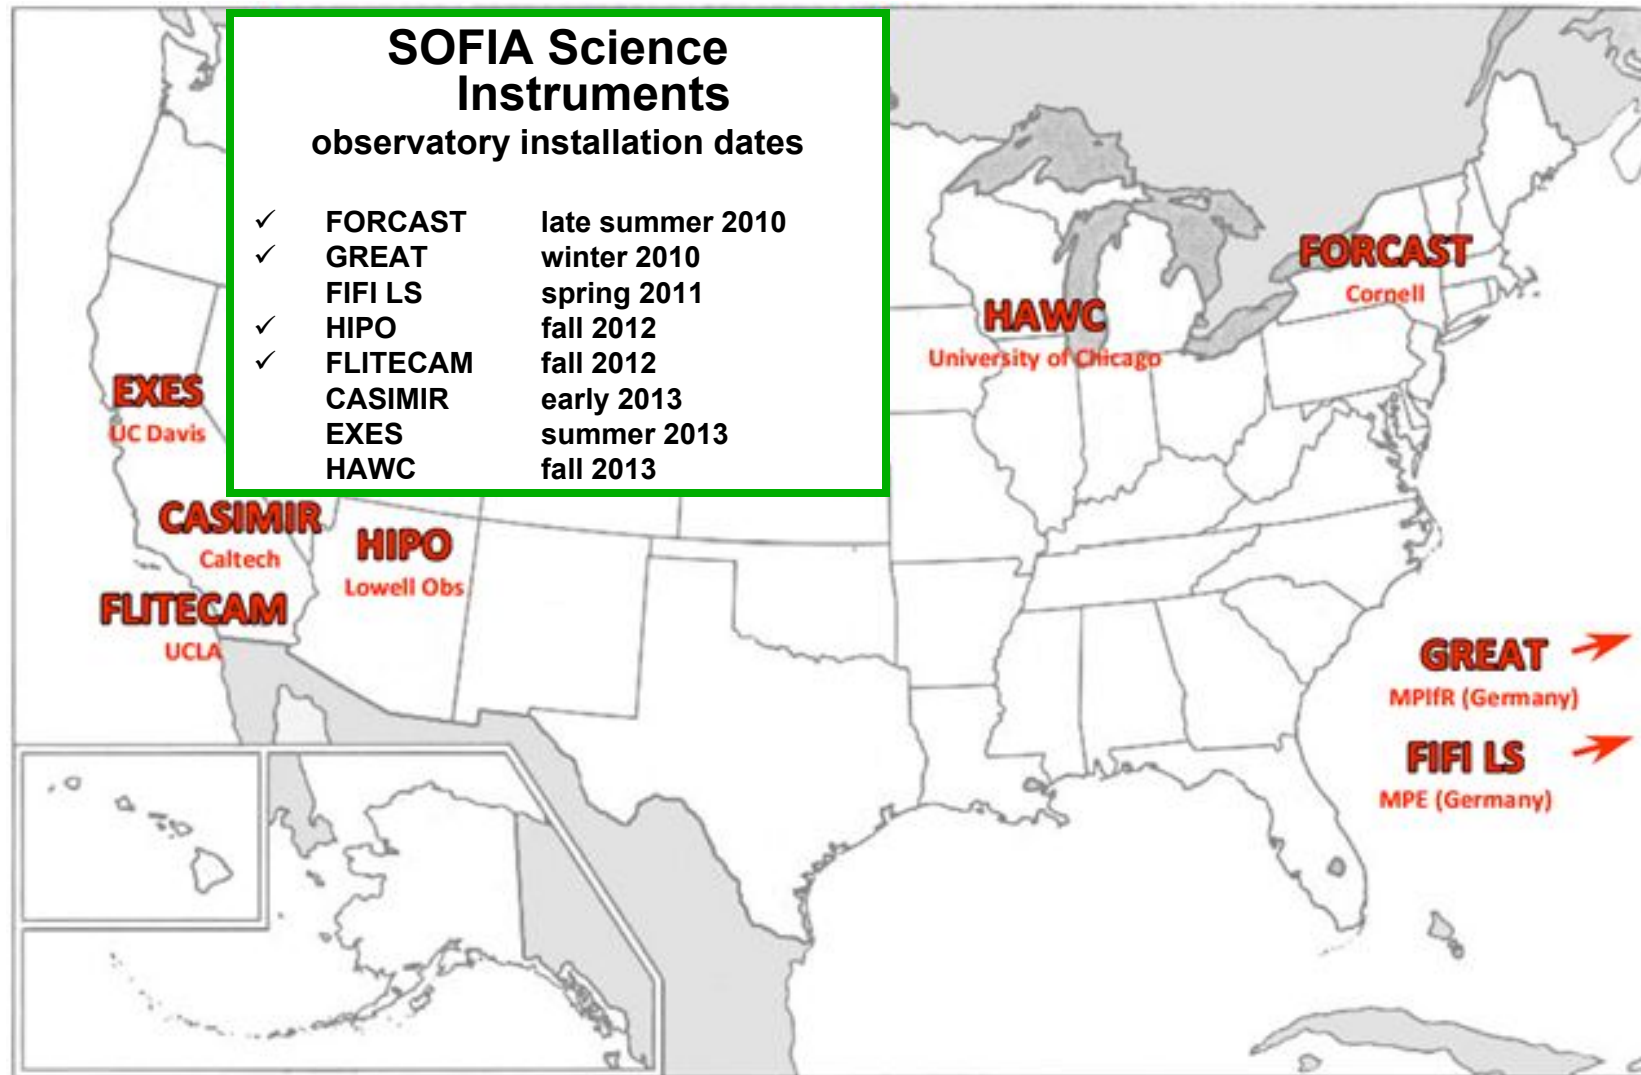 SOFIA Science
Instruments
observatory installation dates
✓ FORCAST late summer 2010
✓ GREAT winter 2010
FIFI LS spring 2011
✓ HIPO fall 2012
✓ FLITECAM fall 2012
CASIMIR early 2013
EXES summer 2013
HAWC fall 2013
FORCAST
Cornell
HAWC
University of Chicago
EXES
UC Davis
CASIMIR
Caltech
HIPO
Lowell Obs
FLITECAM
UCLA
GREAT
MPIfR (Germany)
FIFI LS
MPE (Germany)